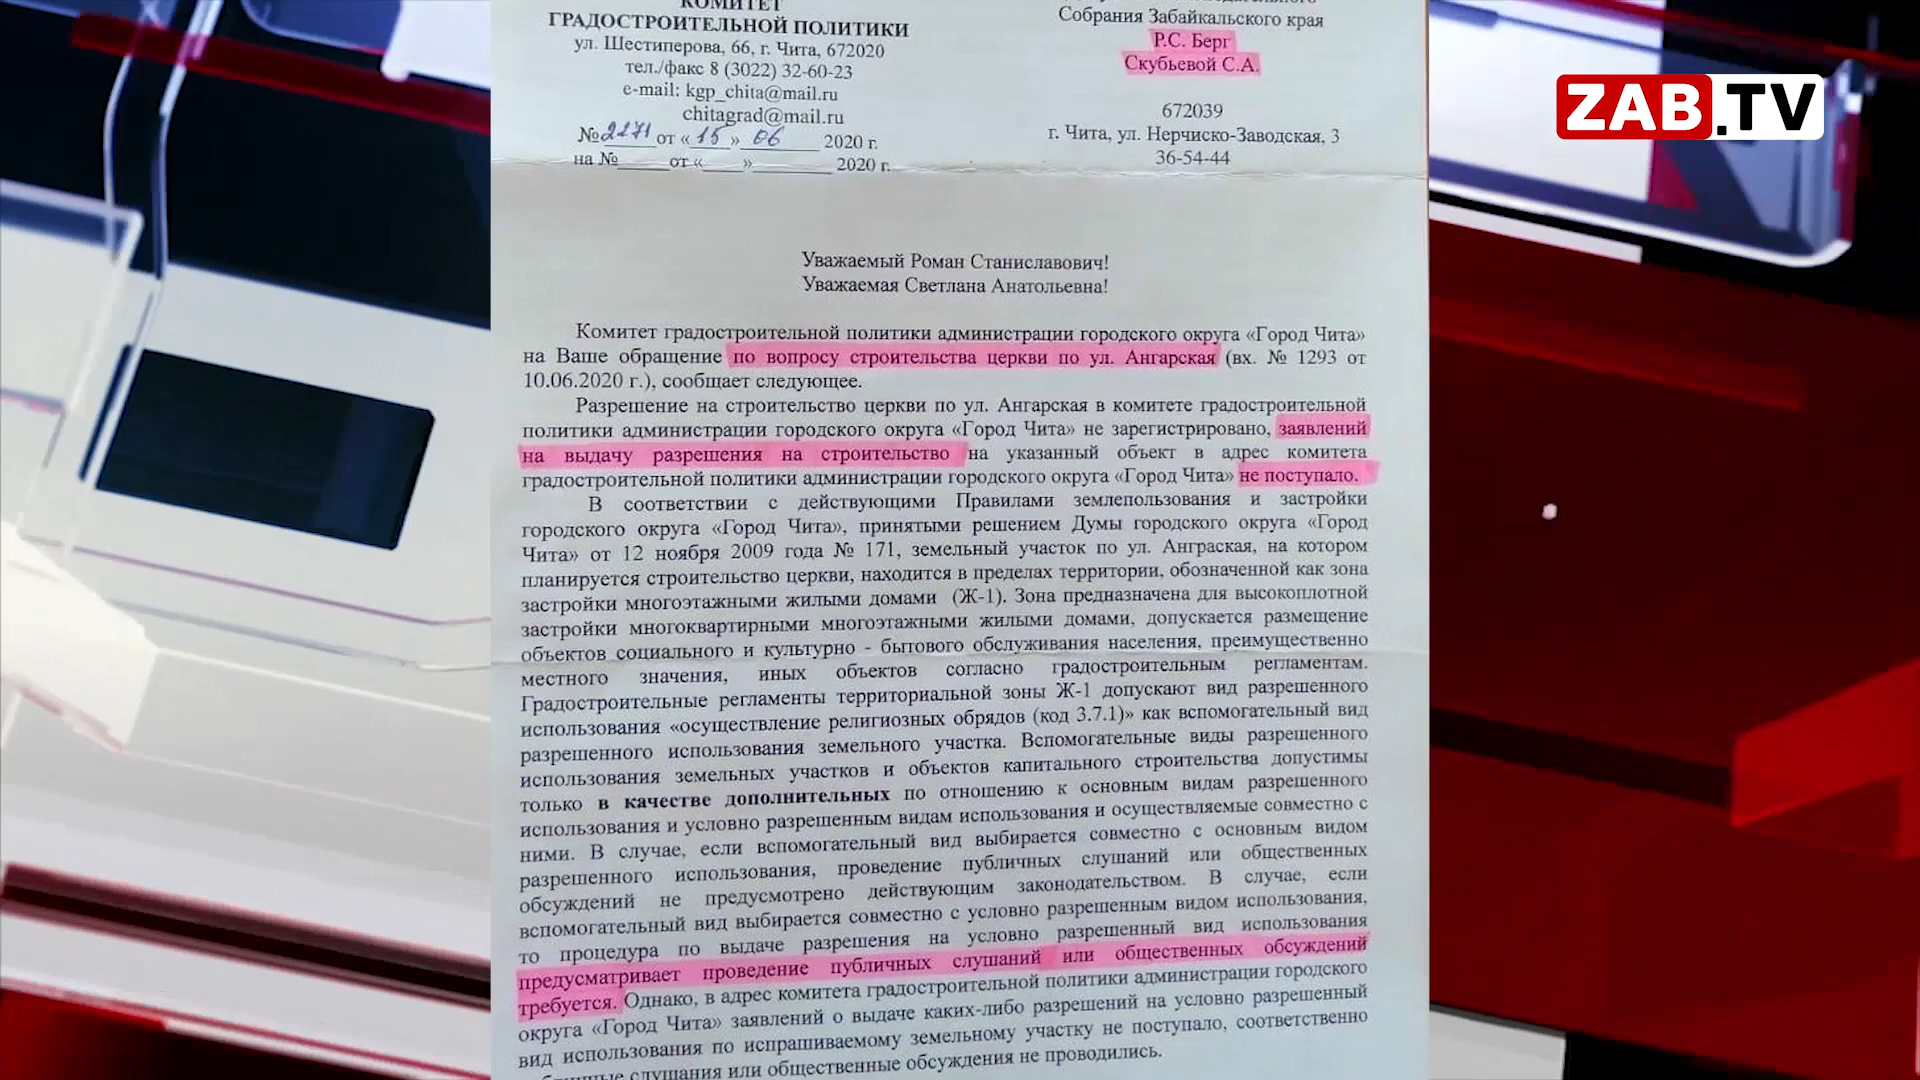 КОМИТЕТ
ГРАДОСТРОИТЕЛЬНОЙ ПОЛИТИКИ
ул. Шестиперова, 66, г. Чита, 672020
тел./факс 8 (3022) 32-60-23
e-mail: kgp_chita@mail.ru
chitagrad@mail.ru
№2271 от «15» 06 2020 г.
на №______от «____»________ 2020 г.
Собрания Забайкальского края
Р.С. Берг
Скубьевой С.А.
672039
г. Чита, ул. Нерчиско-Заводская, 3
36-54-44
ZAB.TV
Уважаемый Роман Станиславович!
Уважаемая Светлана Анатольевна!
Комитет градостроительной политики администрации городского округа «Город Чита»
на Ваше обращение по вопросу строительства церкви по ул. Ангарская (вх. № 1293 от
10.06.2020 г.), сообщает следующее.
Разрешение на строительство церкви по ул. Ангарская в комитете градостроительной
политики администрации городского округа «Город Чита» не зарегистрировано, заявлений
на выдачу разрешения на строительство на указанный объект в адрес комитета
градостроительной политики администрации городского округа «Город Чита» не поступало.
В соответствии с действующими Правилами землепользования и застройки
городского округа «Город Чита», принятыми решением Думы городского округа «Город
Чита» от 12 ноября 2009 года № 171, земельный участок по ул. Анграская, на котором
планируется строительство церкви, находится в пределах территории, обозначенной как зона
застройки многоэтажными жилыми домами (Ж-1). Зона предназначена для высокоплотной
застройки многоквартирными многоэтажными жилыми домами, допускается размещение
объектов социального и культурно - бытового обслуживания населения, преимущественно
местного значения, иных объектов согласно градостроительным регламентам.
Градостроительные регламенты территориальной зоны Ж-1 допускают вид разрешенного
использования «осуществление религиозных обрядов (код 3.7.1)» как вспомогательный вид
разрешенного использования земельного участка. Вспомогательные виды разрешенного
использования земельных участков и объектов капитального строительства допустимы
только в качестве дополнительных по отношению к основным видам разрешенного
использования и условно разрешенным видам использования и осуществляемые совместно с
ними. В случае, если вспомогательный вид выбирается совместно с основным видом
разрешенного использования, проведение публичных слушаний или общественных
обсуждений не предусмотрено действующим законодательством. В случае, если
вспомогательный вид выбирается совместно с условно разрешенным видом использования,
то процедура по выдаче разрешения на условно разрешенный вид использования
предусматривает проведение публичных слушаний или общественных обсуждений
требуется. Однако, в адрес комитета градостроительной политики администрации городского
округа «Город Чита» заявлений о выдаче каких-либо разрешений на условно разрешенный
вид использования по испрашиваемому земельному участку не поступало, соответственно
слушания или общественные обсуждения не проводились.